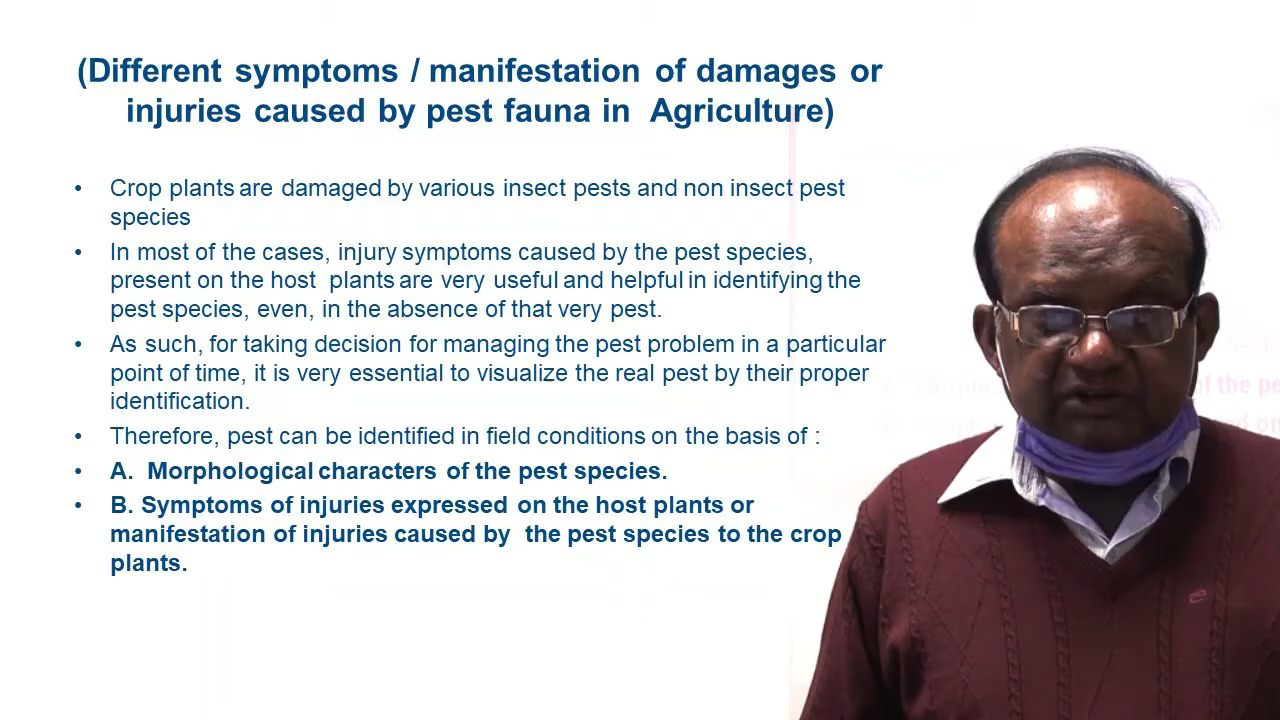 (Different symptoms / manifestation of damages or
injuries caused by pest fauna in Agriculture)
• Crop plants are damaged by various insect pests and non insect pest
species
• In most of the cases, injury symptoms caused by the pest species,
present on the host plants are very useful and helpful in identifying the
pest species, even, in the absence of that very pest.
• As such, for taking decision for managing the pest problem in a particular
point of time, it is very essential to visualize the real pest by their proper
identification.
• Therefore, pest can be identified in field conditions on the basis of :
• A. Morphological characters of the pest species.
• B. Symptoms of injuries expressed on the host plants or
manifestation of injuries caused by the pest species to the crop
plants.
of the pe